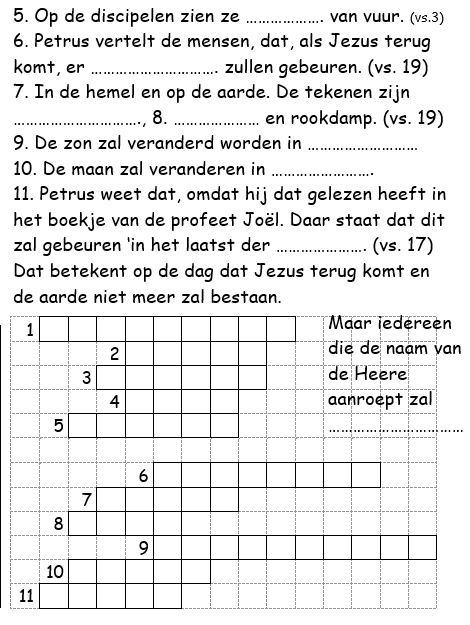 5. Op de discipelen zien ze …………………. van vuur. (vs.3)
6. Petrus vertelt de mensen, dat, als Jezus terug
komt, er …………………………. zullen gebeuren. (vs. 19)
7. In de hemel en op de aarde. De tekenen zijn
…………………………., 8. ………………… en rookdamp. (vs. 19)
9. De zon zal veranderd worden in ………………………
10. De maan zal veranderen in …………………….
11. Petrus weet dat, omdat hij dat gelezen heeft in
het boekje van de profeet Joël. Daar staat dat dit
zal gebeuren ‘in het laatst der …………………. (vs. 17)
Dat betekent op de dag dat Jezus terug komt en
de aarde niet meer zal bestaan.
1
2
3
4
5
6
7
8
9
10
11
Maar iedereen
die de naam van
de Heere
aanroept zal
……………………………